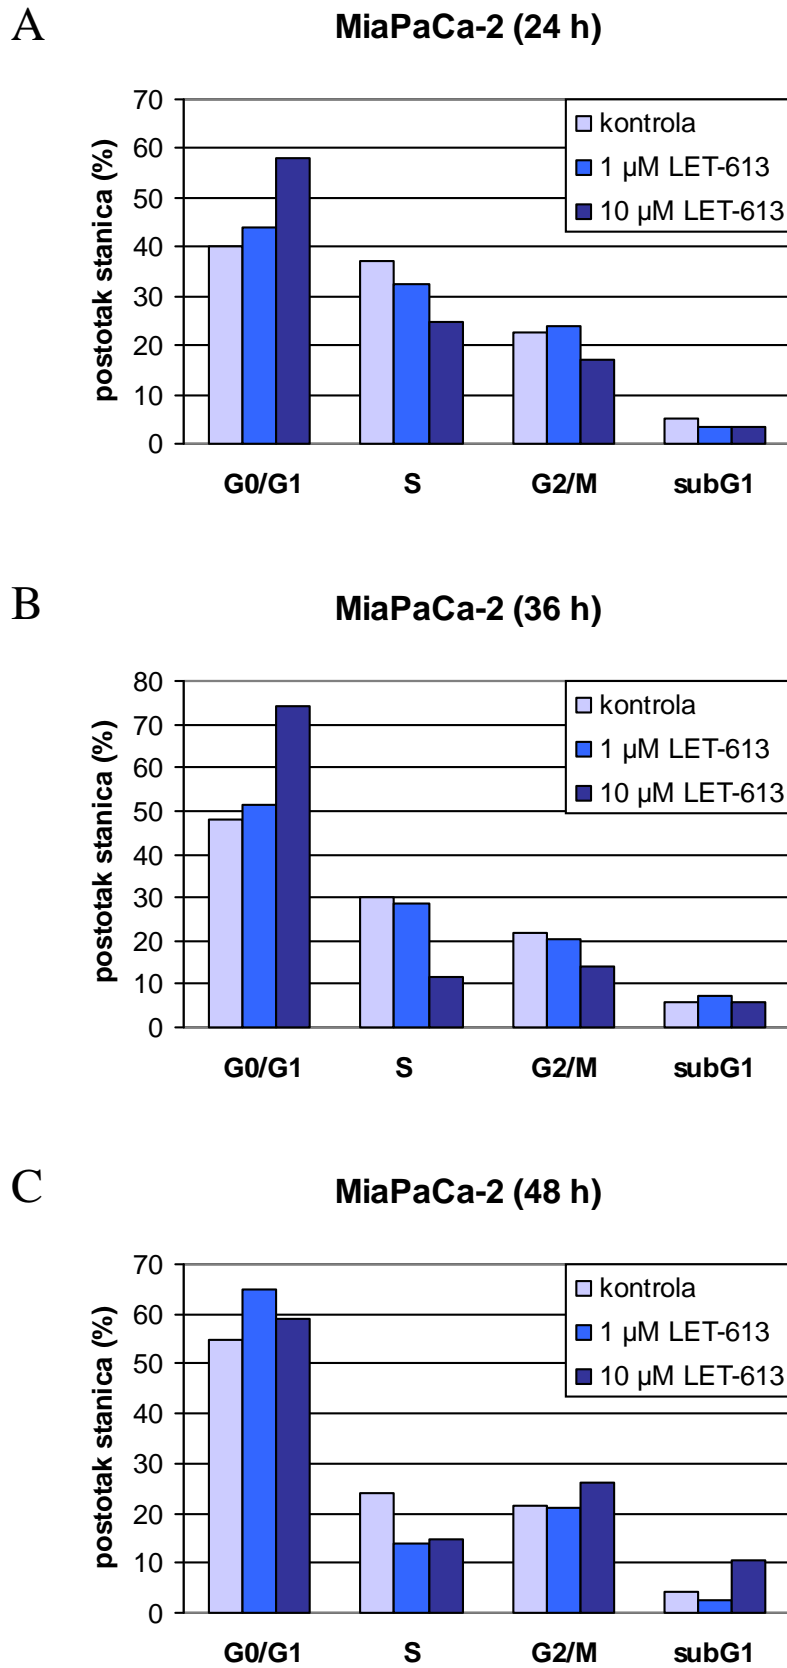 A
MiaPaCa-2 (24 h)
postotak stanica (%)
70
60
50
40
30
20
10
0
kontrola
1 µM LET-613
10 µM LET-613
G0/G1 S G2/M subG1
B
MiaPaCa-2 (36 h)
postotak stanica (%)
80
70
60
50
40
30
20
10
0
kontrola
1 µM LET-613
10 µM LET-613
G0/G1 S G2/M subG1
C
MiaPaCa-2 (48 h)
postotak stanica (%)
70
60
50
40
30
20
10
0
kontrola
1 µM LET-613
10 µM LET-613
G0/G1 S G2/M subG1